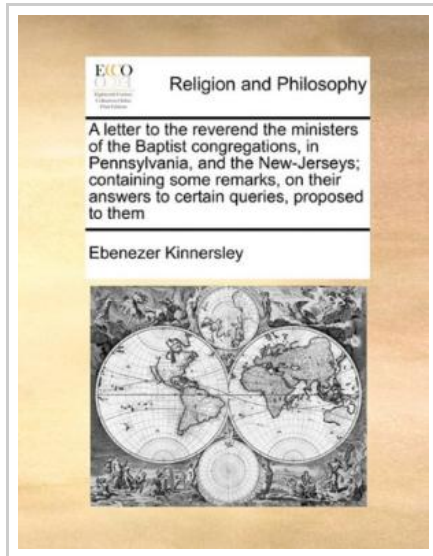 ECCO
Religion and Philosophy
A letter to the reverend the ministers
of the Baptist congregations, in
Pennsylvania, and the New-Jerseys;
containing some remarks, on their
answers to certain queries, proposed
to them
Ebenezer Kinnersley